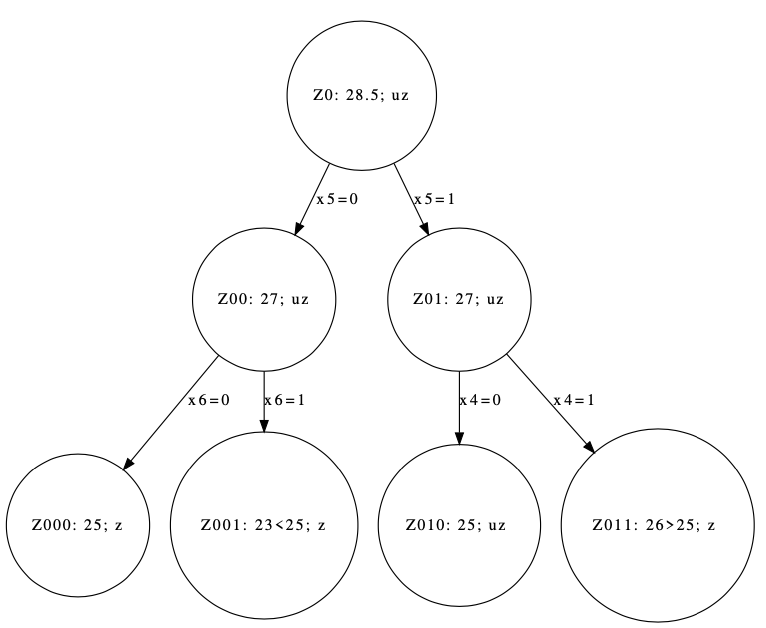 Z0: 28.5; uz
x5=0
x5=1
Z00: 27; uz
Z01: 27; uz
x6=0
x6=1
x4=0
x4=1
Z000: 25; z
Z001: 23<25; z
Z010: 25; uz
Z011: 26>25; z